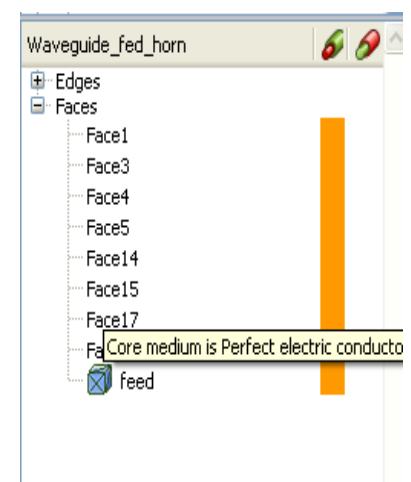 Waveguide_fed_horn
Edges
Faces
Face1
Face3
Face4
Face5
Face14
Face15
Face17
Core medium is Perfect electric conducto
feed